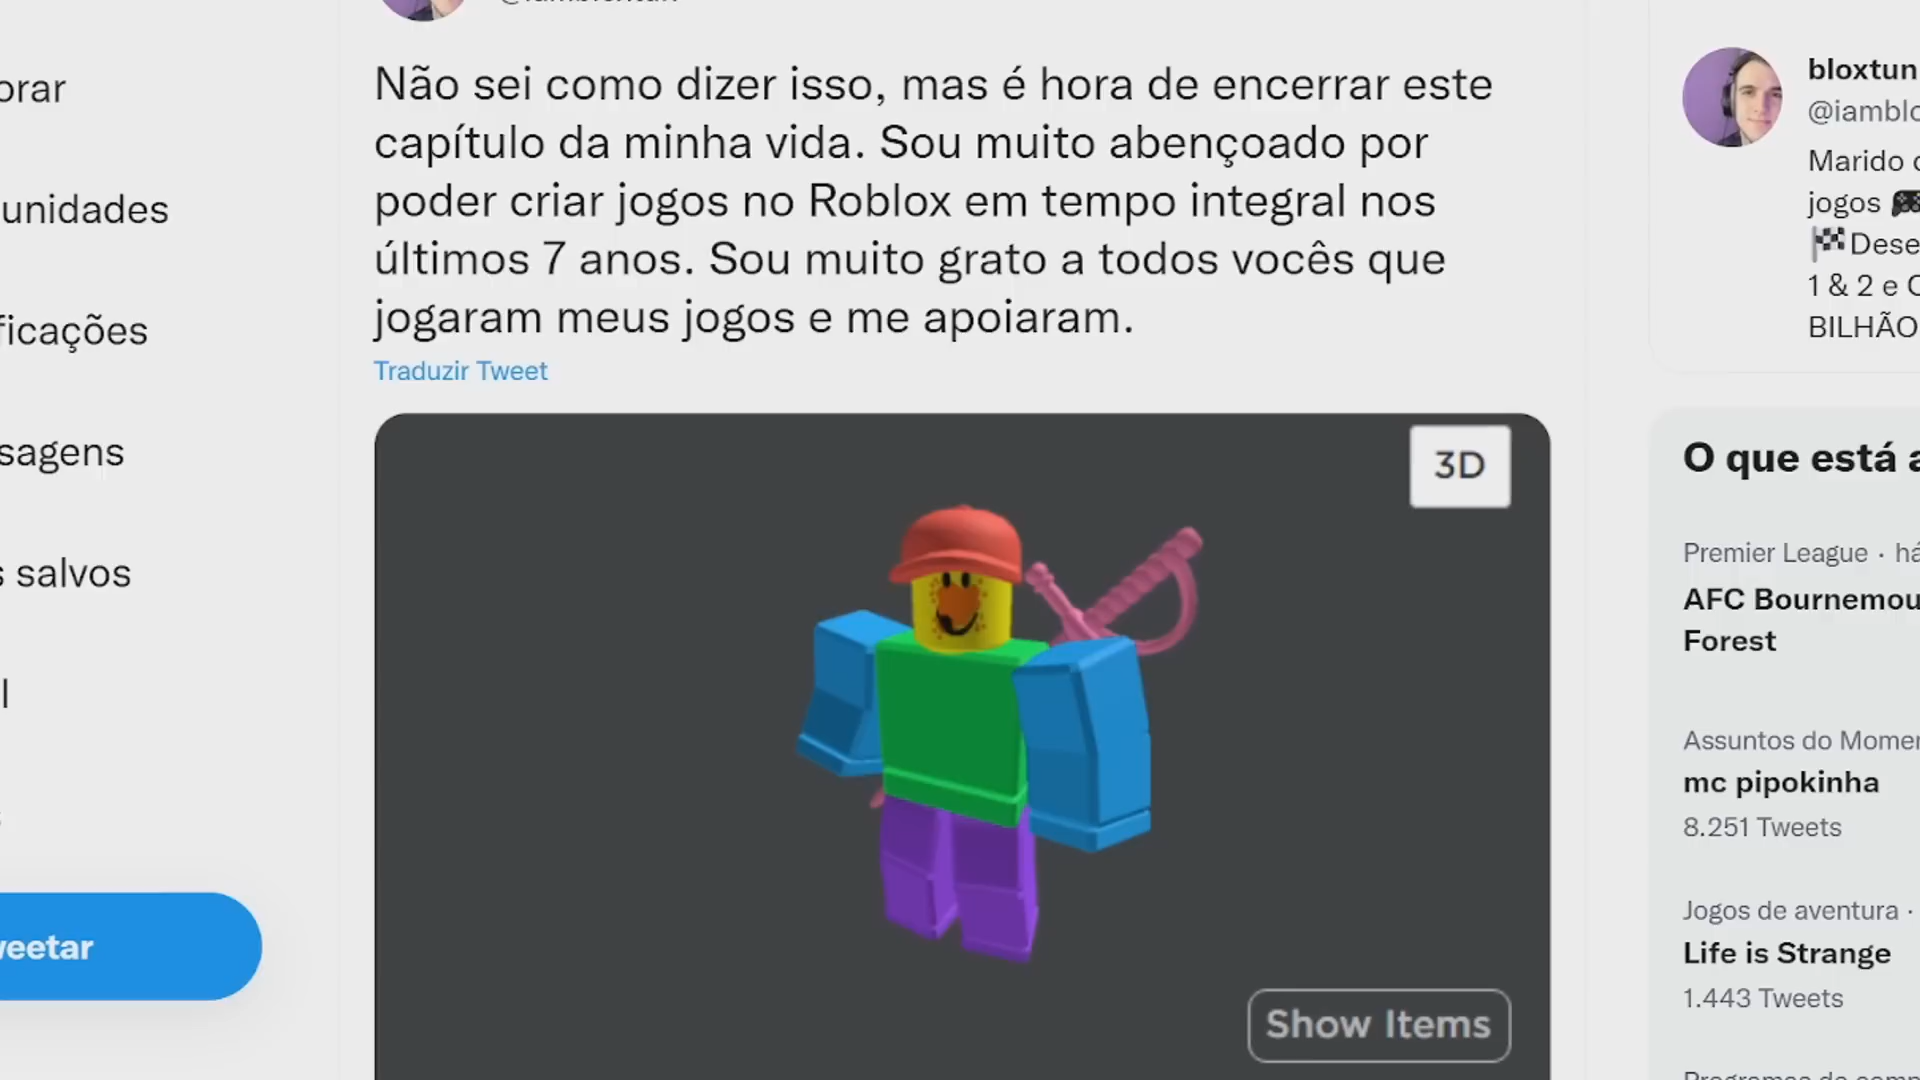 Não sei como dizer isso, mas é hora de encerrar este
capítulo da minha vida. Sou muito abençoado por
poder criar jogos no Roblox em tempo integral nos
últimos 7 anos. Sou muito grato a todos vocês que
jogaram meus jogos e me apoiaram.
Traduzir Tweet
3D
Show Items
orar
unidades
ficações
sagens
s salvos
l
weetar
bloxtun
@iamblo
Marido
jogos
Dese
1 & 2 e
BILHÃO
O que está a
Premier League · há
AFC Bournemou
Forest
Assuntos do Momen
mc pipokinha
8.251 Tweets
Jogos de aventura ·
Life is Strange
1.443 Tweets